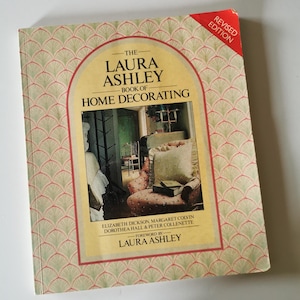 REVISED
EDITION
THE
LAURA
ASHLEY
BOOK OF
HOME DECORATING
ELIZABETH DICKSON, MARGARET COLVIN
DOROTHEA HALL & PETER COLLENETTE
FOREWORD BY
LAURA ASHLEY